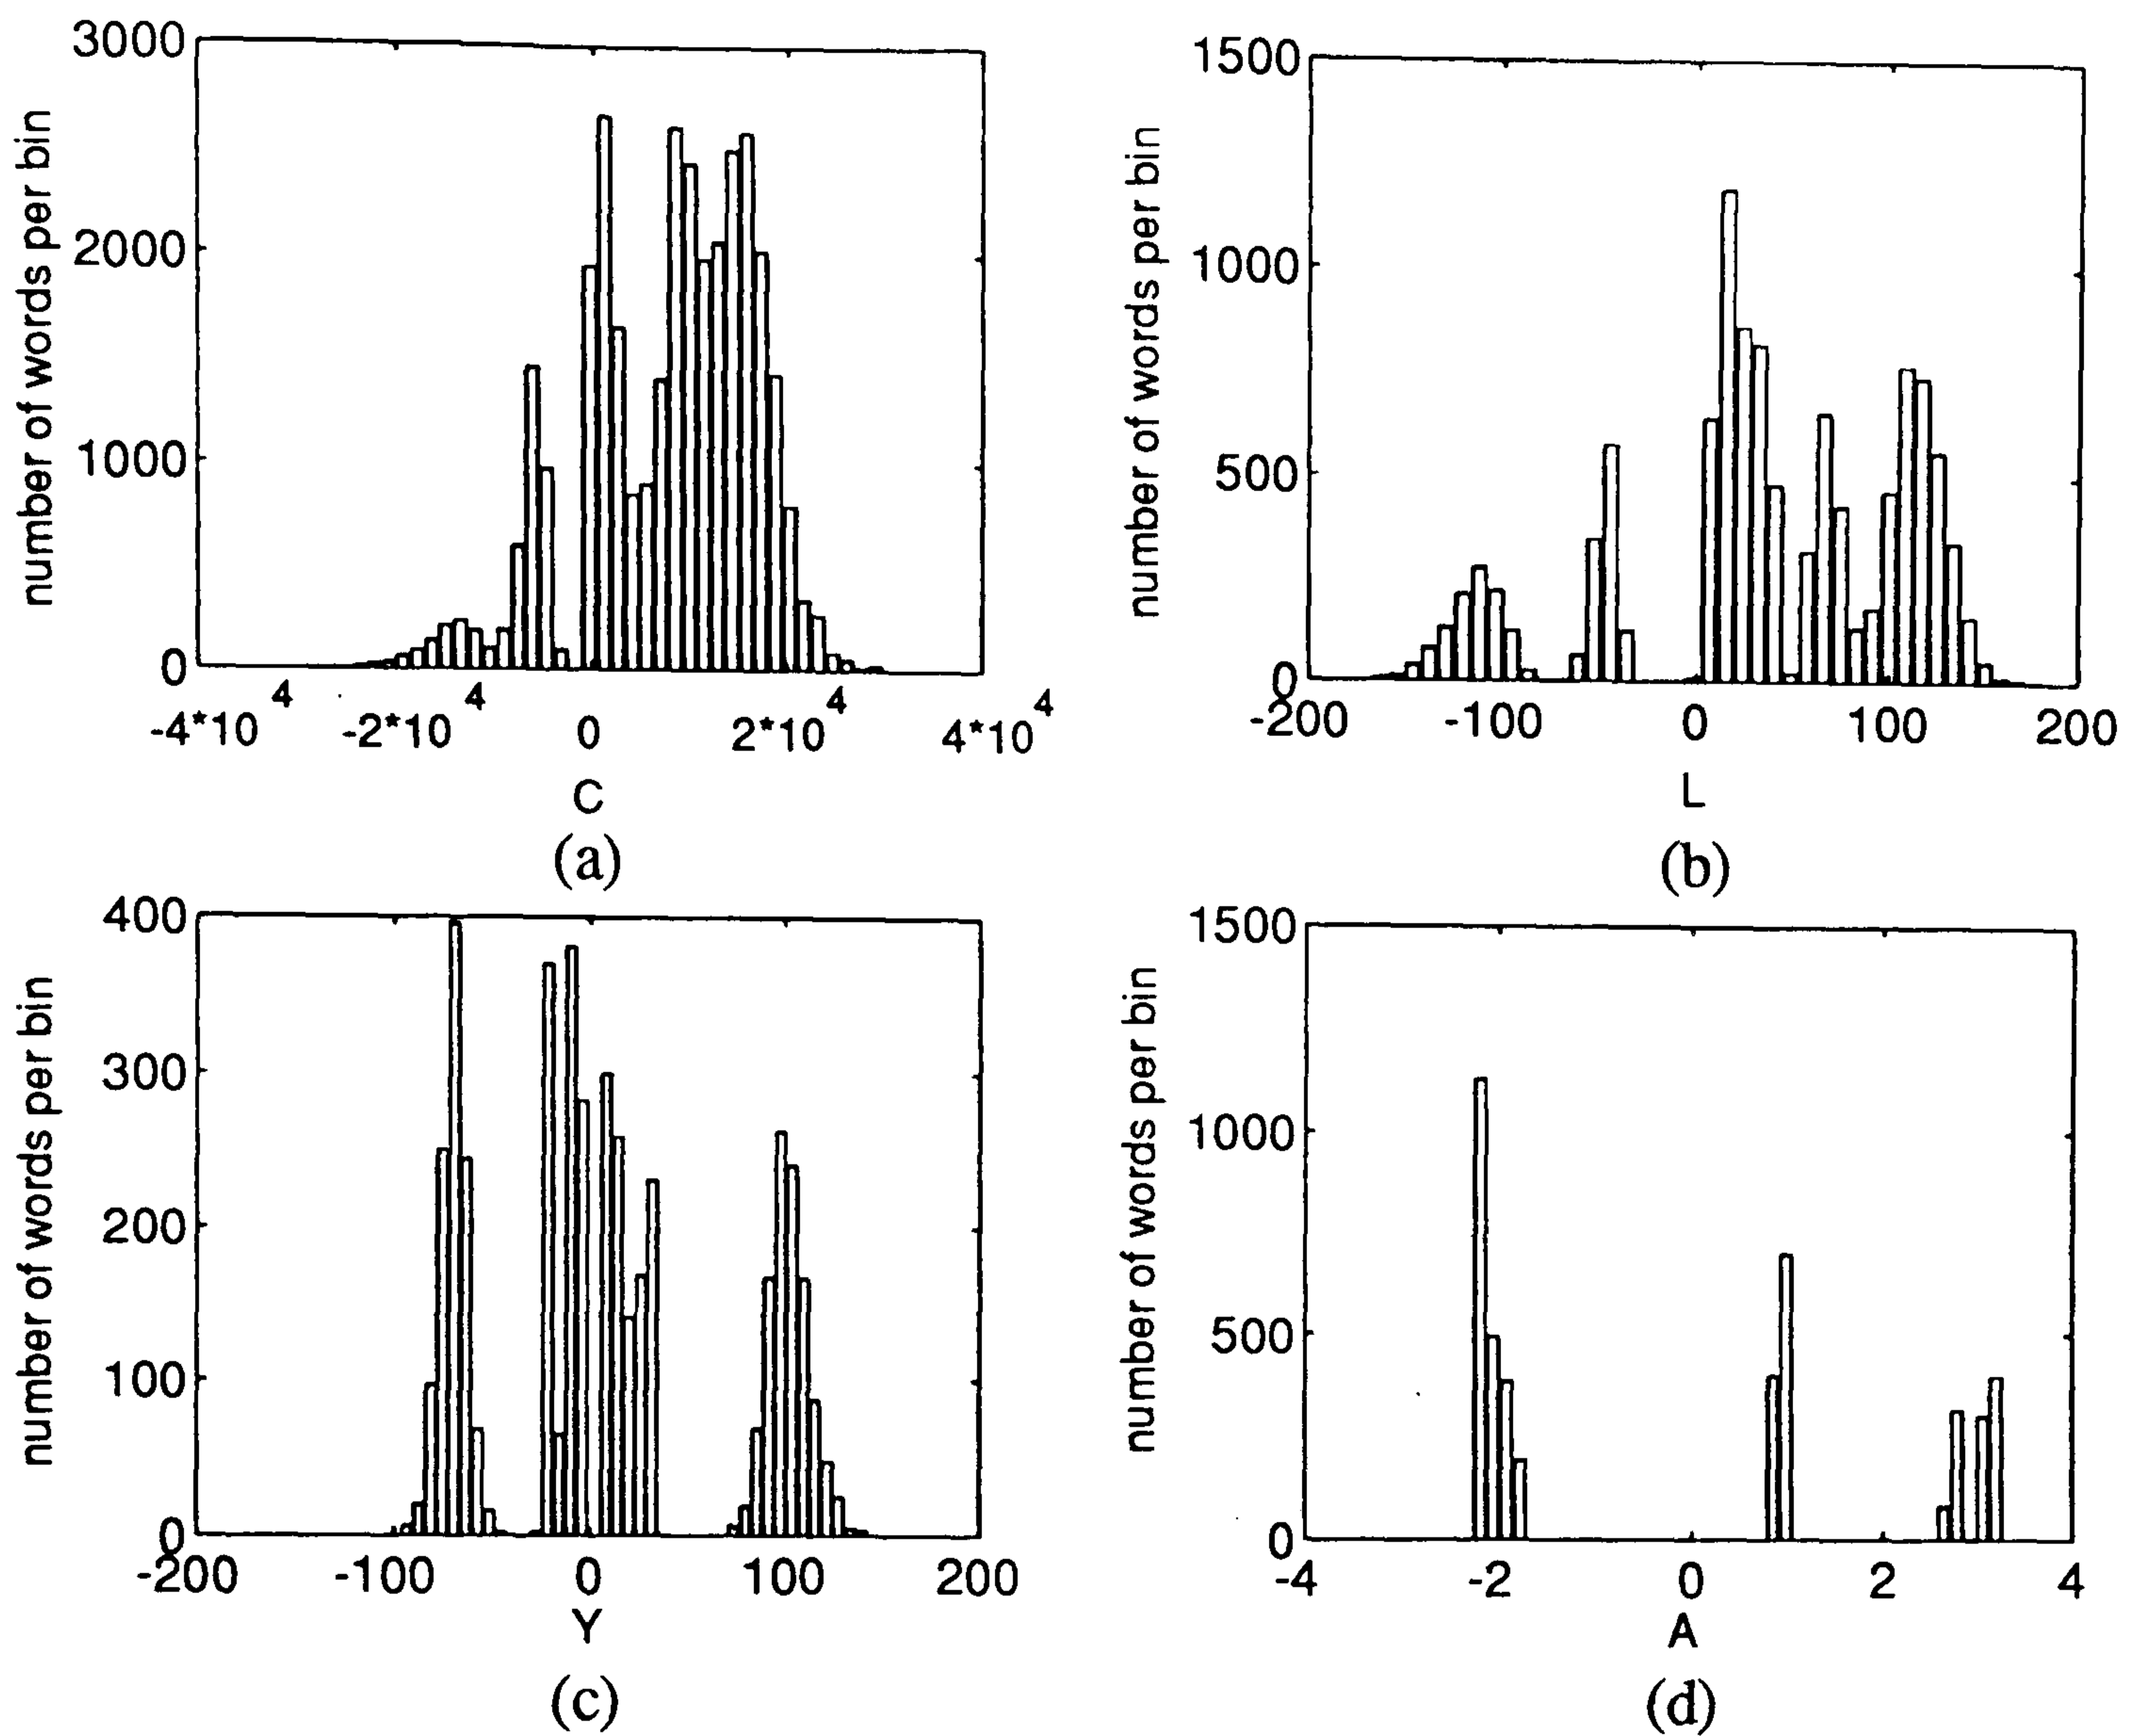 3000
2000
1000
0
number of words per bin
-4*10^4 -2*10^4 0 2*10^4 4*10^4
C
(a)
1500
1000
500
0
number of words per bin
-200 -100 0 100 200
L
(b)
400
300
200
100
0
number of words per bin
-200 -100 0 100 200
Y
(c)
1500
1000
500
0
number of words per bin
-4 -2 0 2 4
A
(d)